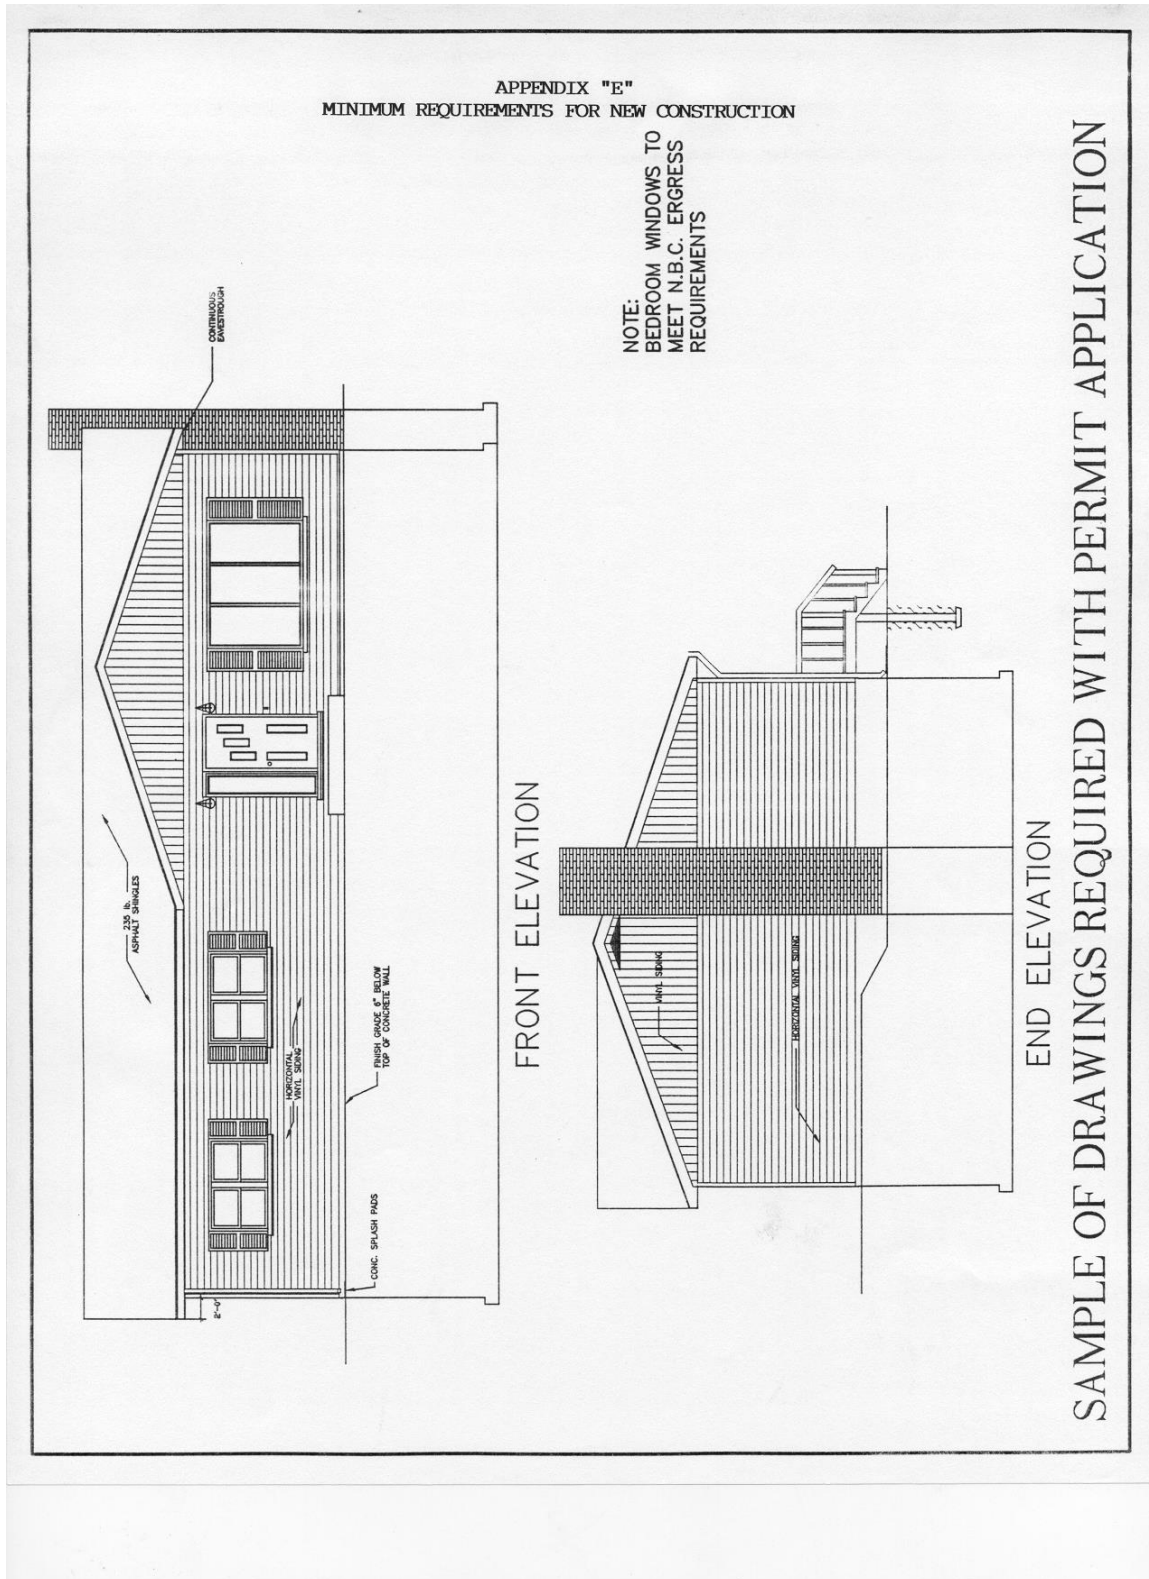 APPENDIX "E"
MINIMUM REQUIREMENTS FOR NEW CONSTRUCTION
CONTINUOUS
EAVESTROUGH
235 lb.
ASPHALT SHINGLES
HORIZONTAL
VINYL SIDING
FINISH GRADE 6" BELOW
TOP OF CONCRETE WALL
CONC. SPLASH PADS
2'-0"
FRONT ELEVATION
NOTE:
BEDROOM WINDOWS TO
MEET N.B.C. ERGRESS
REQUIREMENTS
VINYL SIDING
HORIZONTAL VINYL SIDING
END ELEVATION
SAMPLE OF DRAWINGS REQUIRED WITH PERMIT APPLICATION